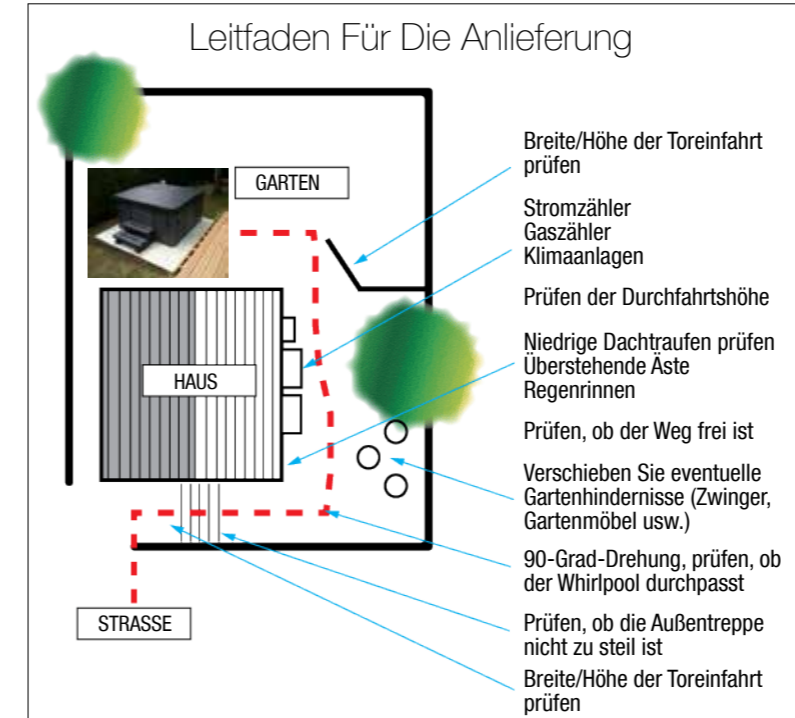 Leitfaden Für Die Anlieferung
GARTEN
HAUS
STRASSE
Breite/Höhe der Toreinfahrt
prüfen
Stromzähler
Gaszähler
Klimaanlagen
Prüfen der Durchfahrtshöhe
Niedrige Dachtraufen prüfen
Überstehende Äste
Regenrinnen
Prüfen, ob der Weg frei ist
Verschieben Sie eventuelle
Gartenhindernisse (Zwinger,
Gartenmöbel usw.)
90-Grad-Drehung, prüfen, ob
der Whirlpool durchpasst
Prüfen, ob die Außentreppe
nicht zu steil ist
Breite/Höhe der Toreinfahrt
prüfen